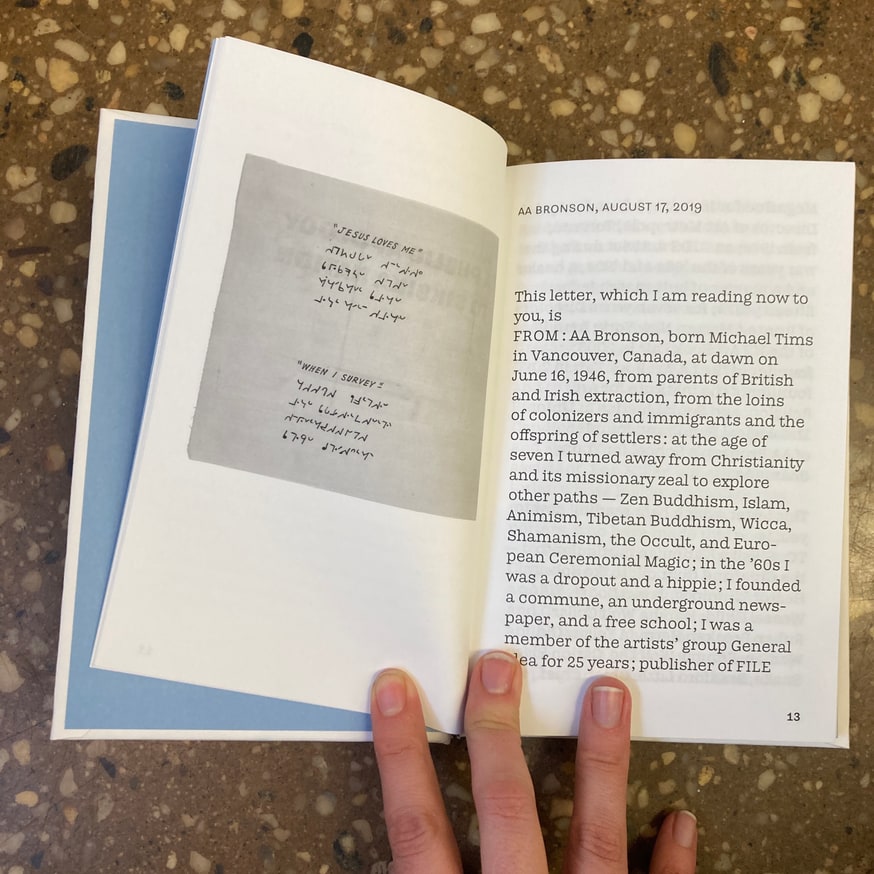 "JESUS LOVES ME"
"WHEN I SURVEY"
AA BRONSON, AUGUST 17, 2019
This letter, which I am reading now to
you, is
FROM : AA Bronson, born Michael Tims
in Vancouver, Canada, at dawn on
June 16, 1946, from parents of British
and Irish extraction, from the loins
of colonizers and immigrants and the
offspring of settlers : at the age of
seven I turned away from Christianity
and its missionary zeal to explore
other paths — Zen Buddhism, Islam,
Animism, Tibetan Buddhism, Wicca,
Shamanism, the Occult, and Euro-
pean Ceremonial Magic ; in the ’60s I
was a dropout and a hippie ; I founded
a commune, an underground news-
paper, and a free school ; I was a
member of the artists’ group General
Idea for 25 years ; publisher of FILE
13